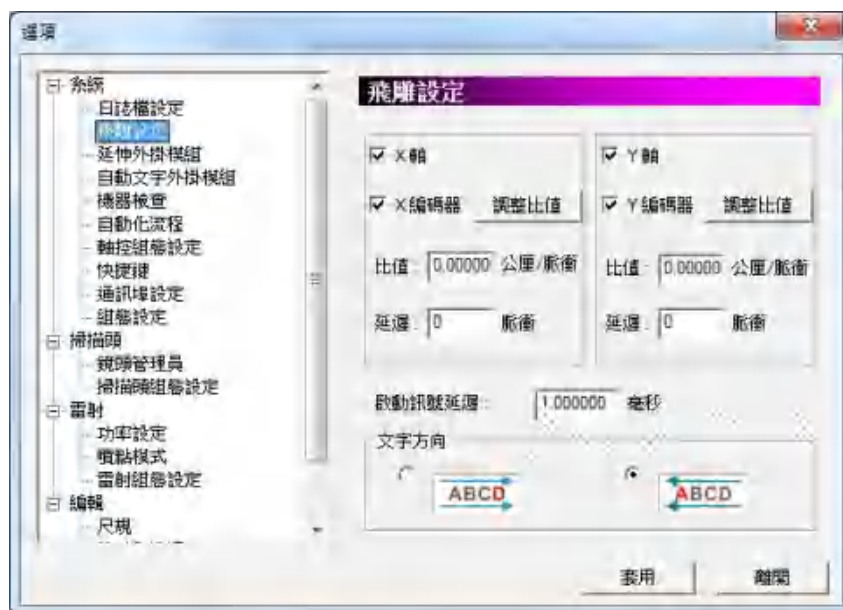 選項
系統
日誌檔設定
飛雕設定
延伸外掛模組
自動文字外掛模組
機器檢查
自動化流程
軸控組態設定
快捷鍵
通訊埠設定
組態設定
掃描頭
鏡頭管理員
掃描頭組態設定
雷射
功率設定
噴點模式
雷射組態設定
編輯
尺規
飛雕設定
X 軸
X 編碼器
調整比值
比值：
0.00000
公厘/脈衝
延遲：
0
脈衝
Y 軸
Y 編碼器
調整比值
比值：
0.00000
公厘/脈衝
延遲：
0
脈衝
啟動訊號延遲：
1.000000
毫秒
文字方向
ABCD
ABCD
套用
離開